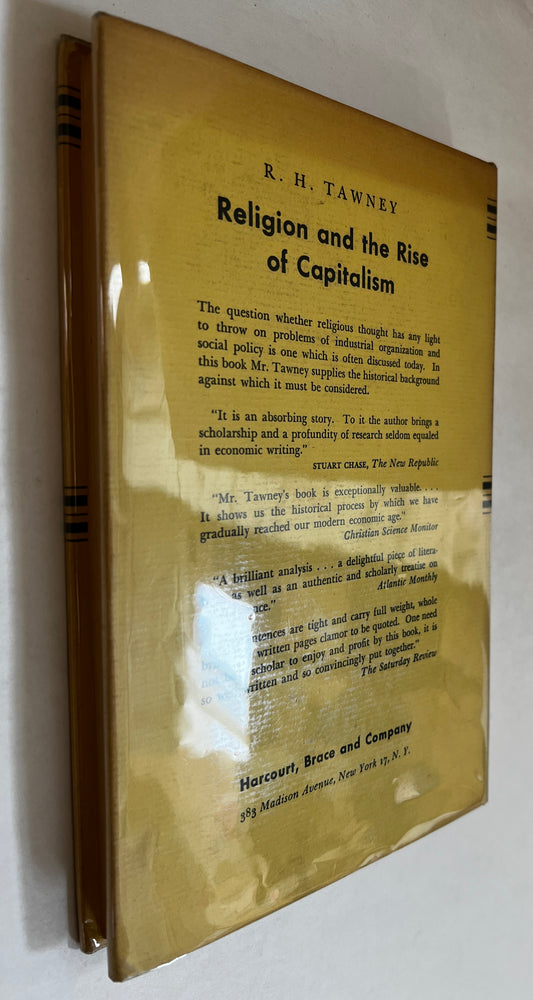 R. H. TAWNEY
Religion and the Rise
of Capitalism
The question whether religious thought has any light
to throw on problems of industrial organization and
social policy is one which is often discussed today. In
this book Mr. Tawney supplies the historical background
against which it must be considered.
"It is an absorbing story. To it the author brings a
scholarship and a profundity of research seldom equaled
in economic writing."
STUART CHASE, The New Republic
"Mr. Tawney's book is exceptionally valuable. . . .
It shows us the historical process by which we have
gradually reached our modern economic age."
Christian Science Monitor
"A brilliant analysis . . . a delightful piece of litera-
as well as an authentic and scholarly treatise on
Atlantic Monthly
are tight and carry full weight, whole
written pages clamor to be quoted. One need
scholar to enjoy and profit by this book, it is
so written and so convincingly put together."
The Saturday Review
Harcourt, Brace and Company
383 Madison Avenue, New York 17, N. Y.